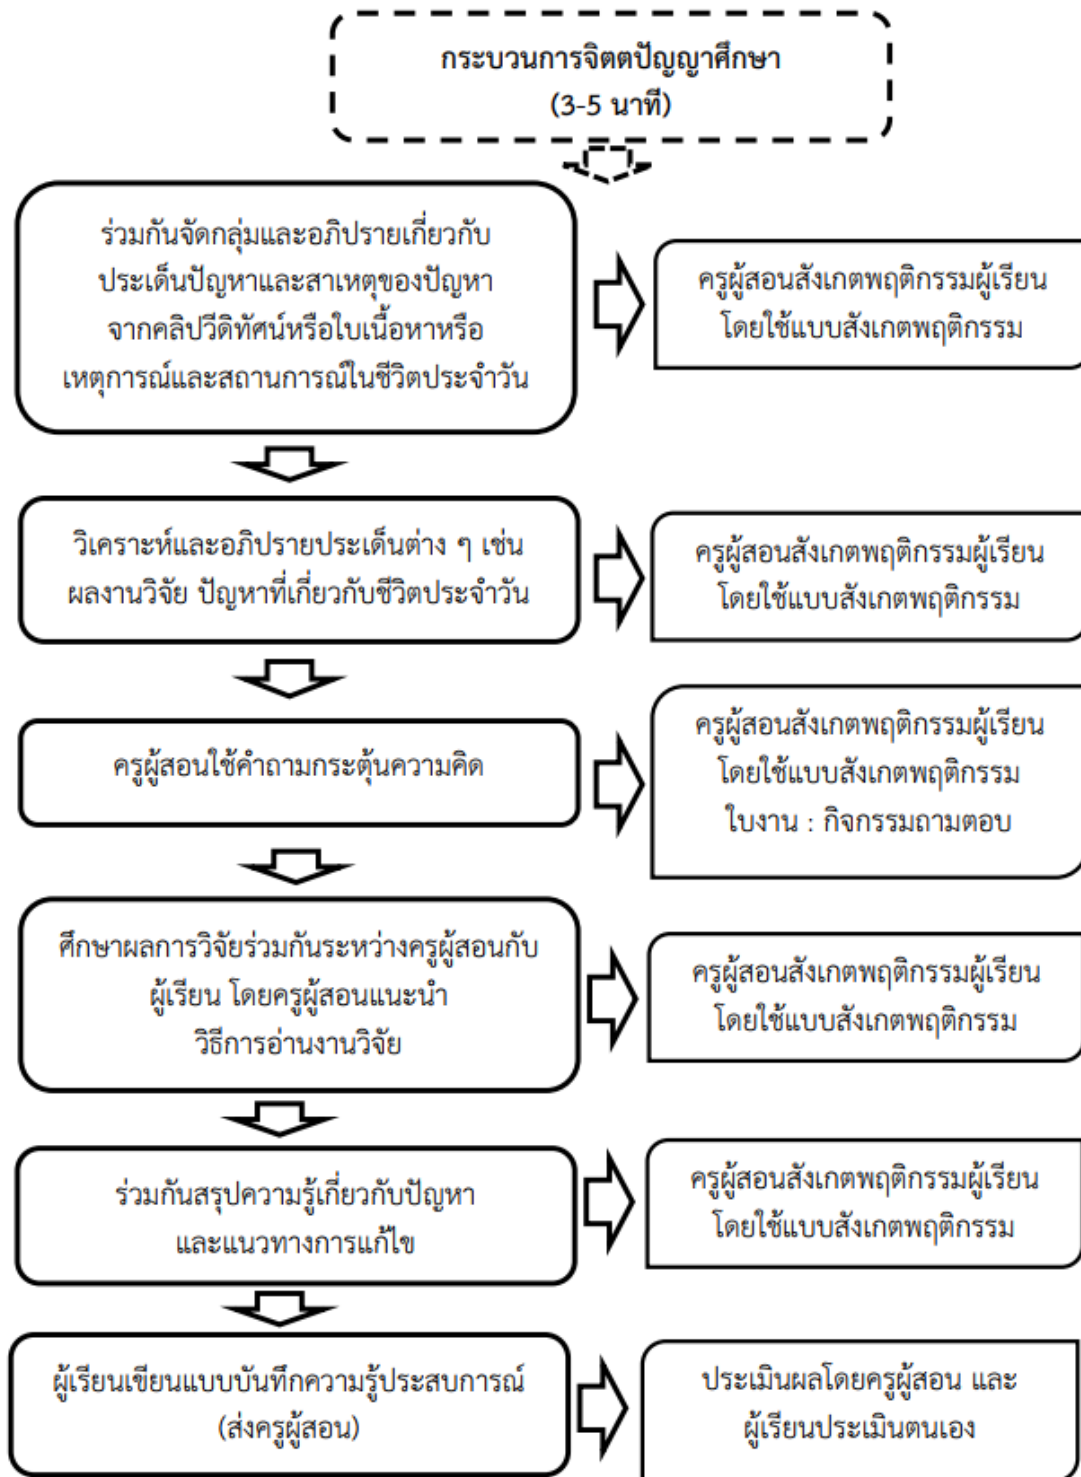 กระบวนการจิตตปัญญาศึกษา
(3-5 นาที)
ร่วมกันจัดกลุ่มและอภิปรายเกี่ยวกับ
ประเด็นปัญหาและสาเหตุของปัญหา
จากคลิปวีดิทัศน์หรือใบเนื้อหาหรือ
เหตุการณ์และสถานการณ์ในชีวิตประจำวัน
ครูผู้สอนสังเกตพฤติกรรมผู้เรียน
โดยใช้แบบสังเกตพฤติกรรม
วิเคราะห์และอภิปรายประเด็นต่าง ๆ เช่น
ผลงานวิจัย ปัญหาที่เกี่ยวกับชีวิตประจำวัน
ครูผู้สอนสังเกตพฤติกรรมผู้เรียน
โดยใช้แบบสังเกตพฤติกรรม
ครูผู้สอนใช้คำถามกระตุ้นความคิด
ครูผู้สอนสังเกตพฤติกรรมผู้เรียน
โดยใช้แบบสังเกตพฤติกรรม
ใบงาน : กิจกรรมถามตอบ
ศึกษาผลการวิจัยร่วมกันระหว่างครูผู้สอนกับ
ผู้เรียน โดยครูผู้สอนแนะนำ
วิธีการอ่านงานวิจัย
ครูผู้สอนสังเกตพฤติกรรมผู้เรียน
โดยใช้แบบสังเกตพฤติกรรม
ร่วมกันสรุปความรู้เกี่ยวกับปัญหา
และแนวทางการแก้ไข
ครูผู้สอนสังเกตพฤติกรรมผู้เรียน
โดยใช้แบบสังเกตพฤติกรรม
ผู้เรียนเขียนแบบบันทึกความรู้ประสบการณ์
(ส่งครูผู้สอน)
ประเมินผลโดยครูผู้สอน และ
ผู้เรียนประเมินตนเอง